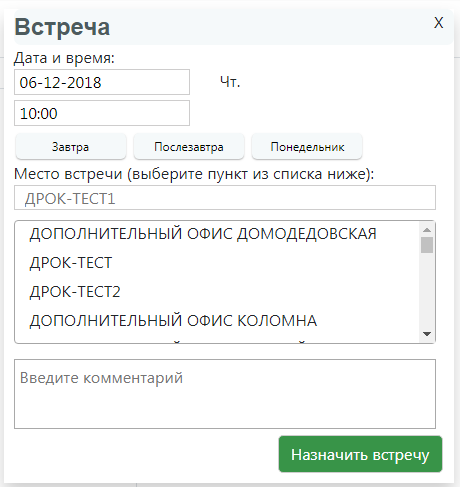 Встреча
X
Дата и время:
06-12-2018 Чт.
10:00
Завтра Послезавтра Понедельник
Место встречи (выберите пункт из списка ниже):
ДРОК-ТЕСТ1
ДОПОЛНИТЕЛЬНЫЙ ОФИС ДОМОДЕДОВСКАЯ
ДРОК-ТЕСТ
ДРОК-ТЕСТ2
ДОПОЛНИТЕЛЬНЫЙ ОФИС КОЛОМНА
Введите комментарий
Назначить встречу